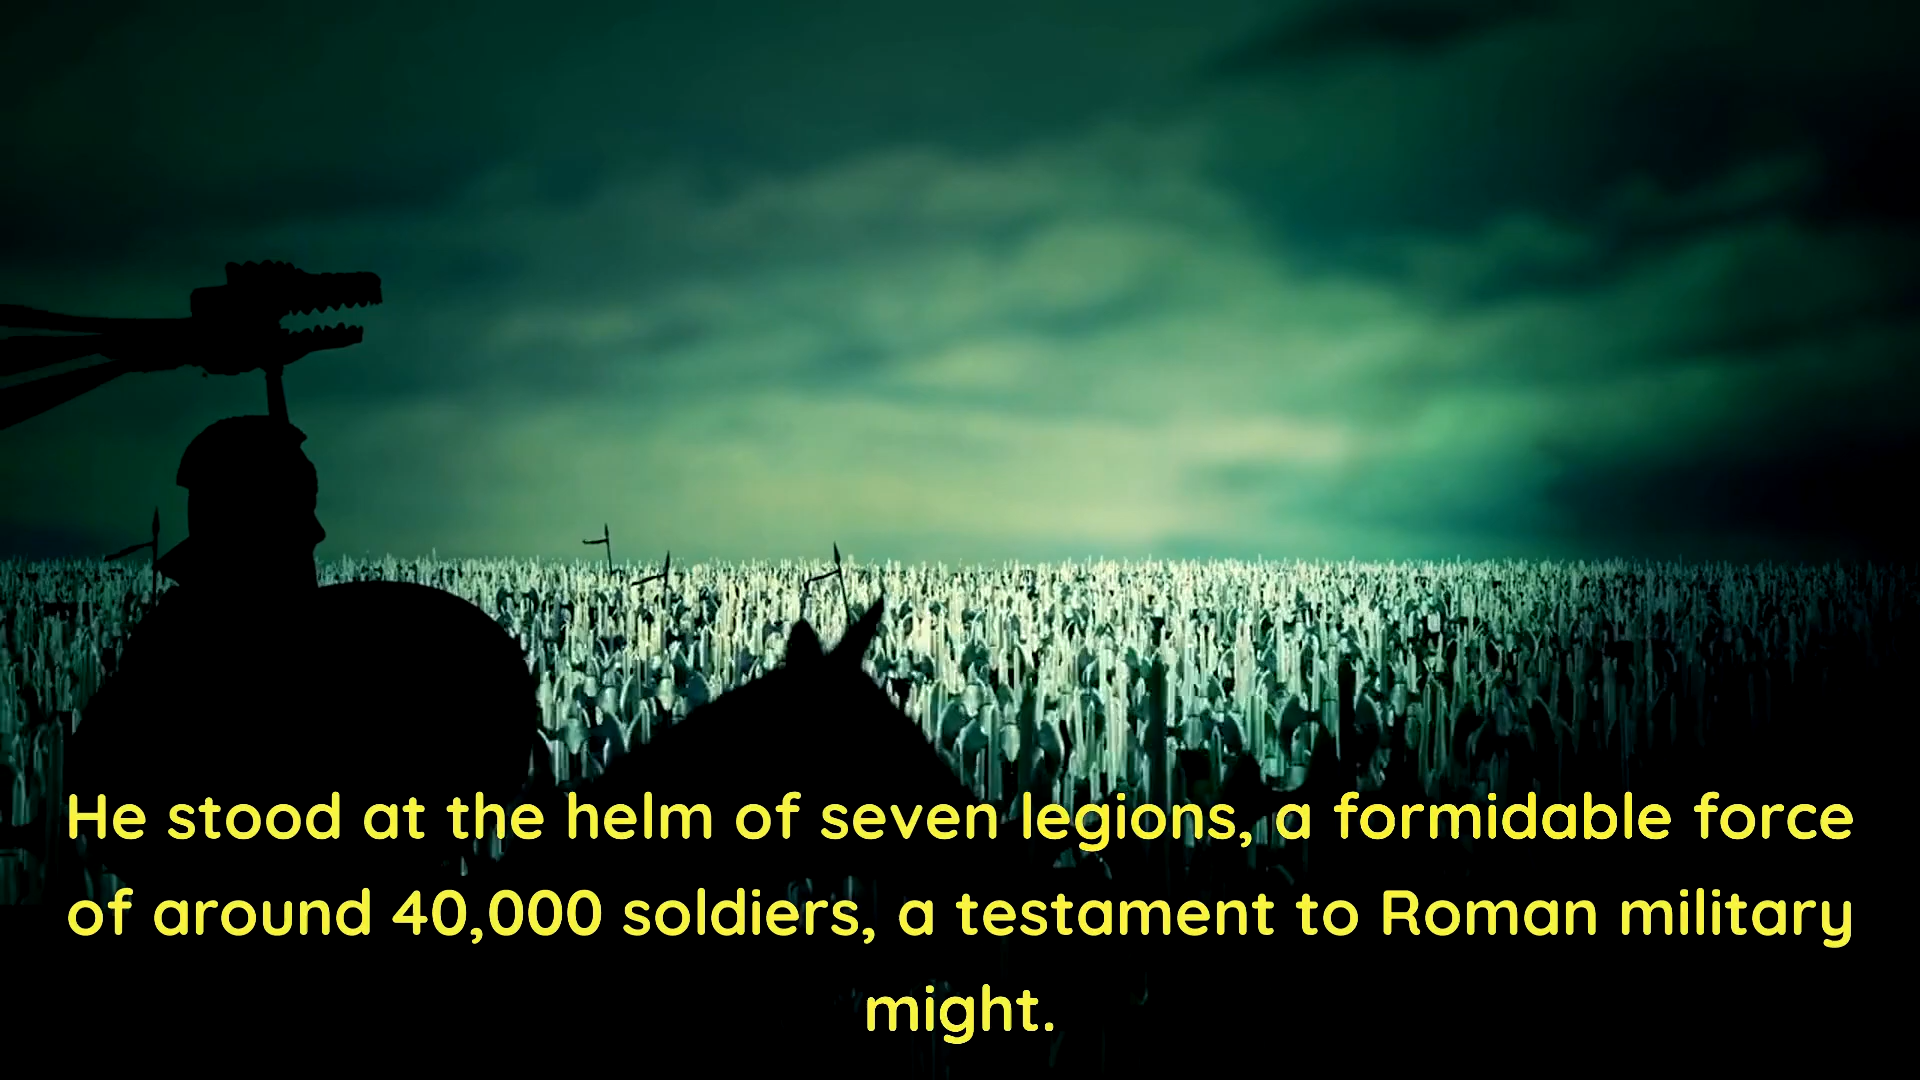 He stood at the helm of seven legions, a formidable force
of around 40,000 soldiers, a testament to Roman military
might.